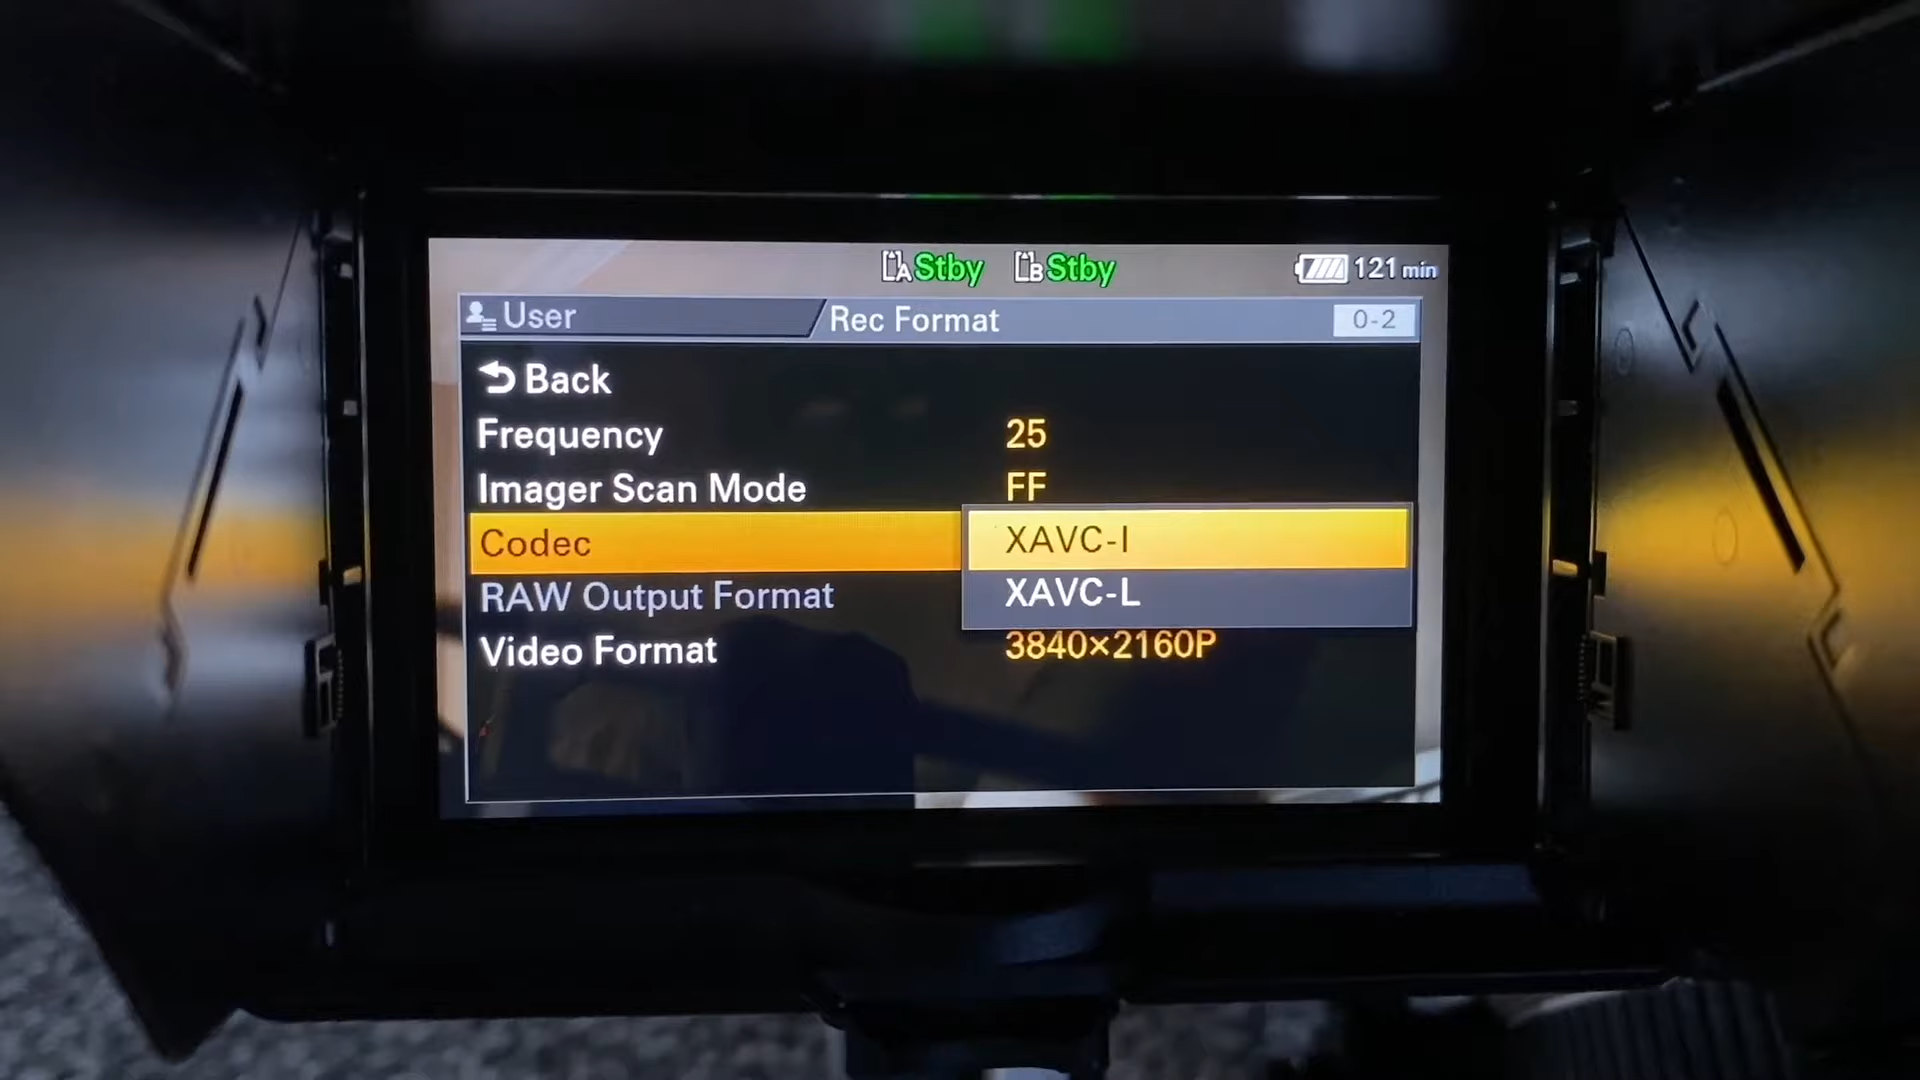 A Stby B Stby 121 min
User Rec Format 0-2
Back
Frequency 25
Imager Scan Mode FF
Codec XAVC-I
RAW Output Format XAVC-L
Video Format 3840×2160P